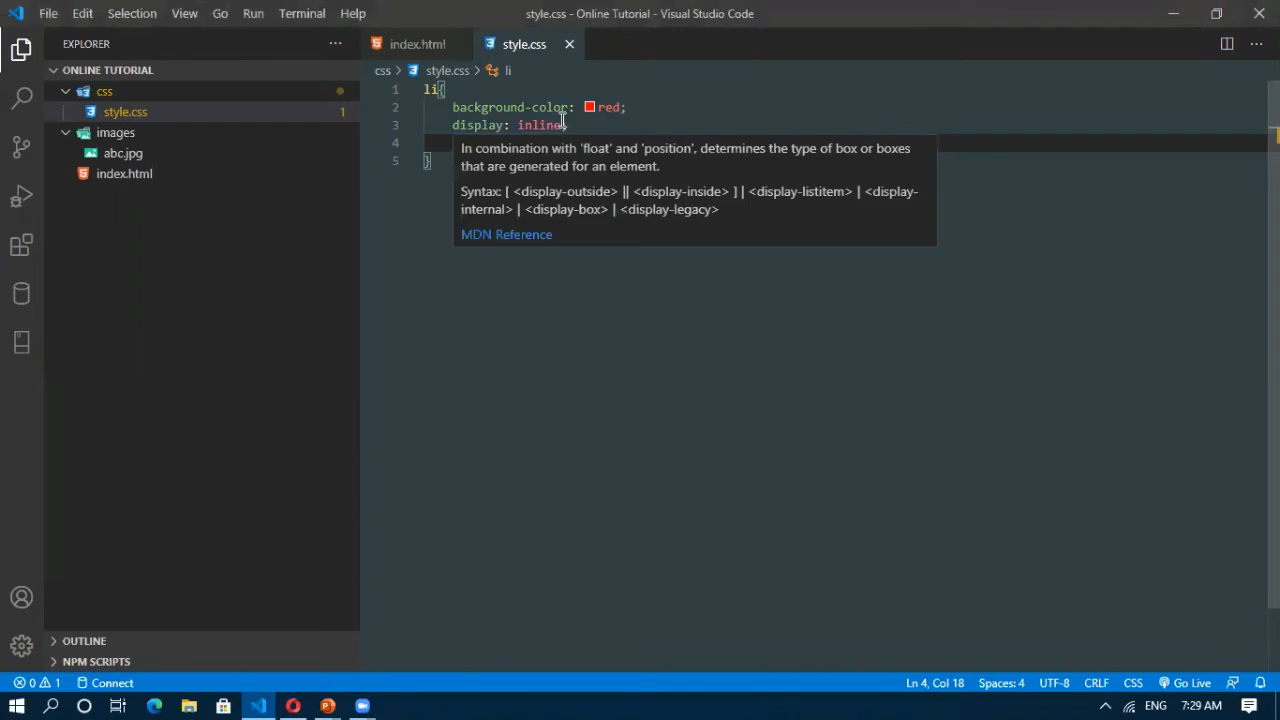 File Edit Selection View Go Run Terminal Help
style.css - Online Tutorial - Visual Studio Code
EXPLORER
index.html
style.css
ONLINE TUTORIAL
css
style.css 1
images
abc.jpg
index.html
OUTLINE
NPM SCRIPTS
css > style.css > li
1 li{
2 background-color: red;
3 display: inline
4
5 }
In combination with 'float' and 'position', determines the type of box or boxes
that are generated for an element.
Syntax: [ <display-outside> || <display-inside> ] | <display-listitem> | <display-
internal> | <display-box> | <display-legacy>
MDN Reference
0 1 Connect
Ln 4, Col 18 Spaces: 4 UTF-8 CRLF CSS Go Live
ENG 7:29 AM